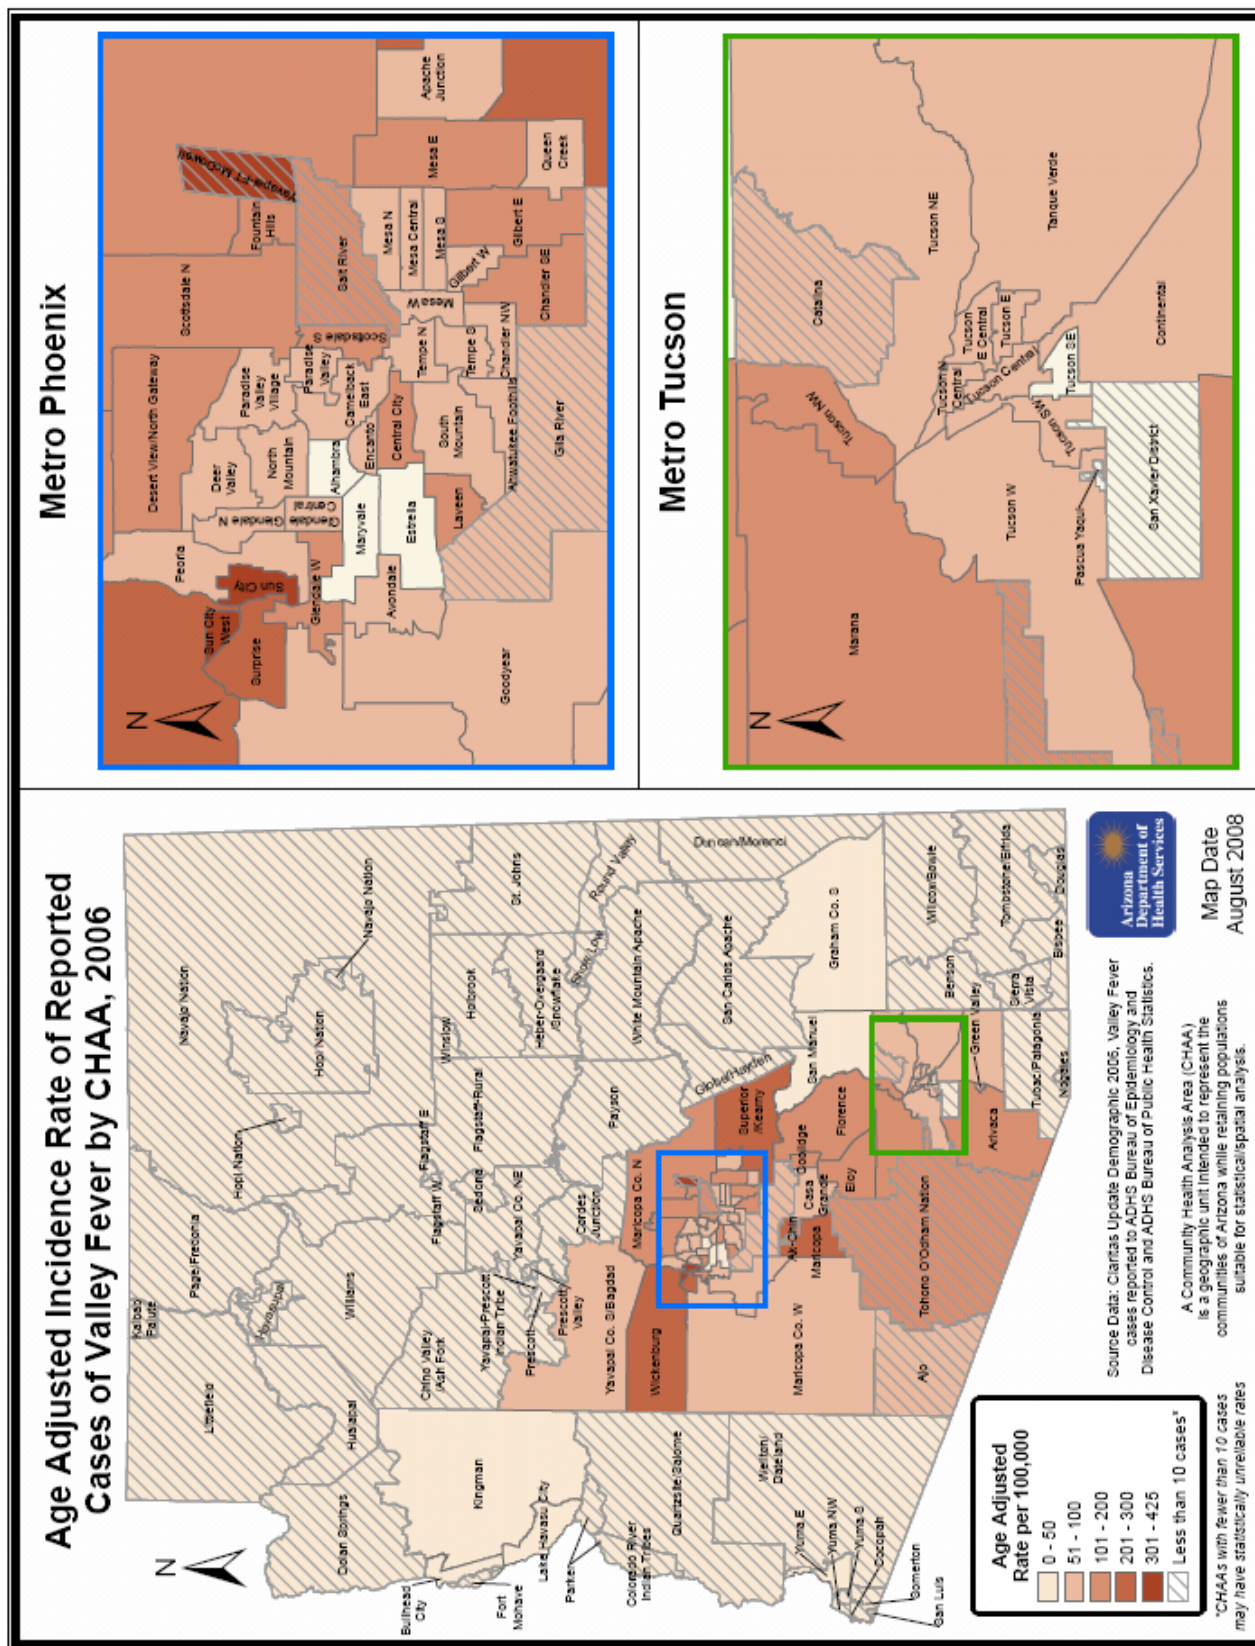 Age Adjusted Incidence Rate of Reported
Cases of Valley Fever by CHAA, 2006
N
Kaibab
Paiute
Littlefield
Page/Fredonia
Navajo Nation
Havasupai
Hopi Nation
Hopi Nation
Navajo Nation
Hualapai
Dolan Springs
Williams
Flagstaff W
Flagstaff E
Flagstaff-Rural
Winslow
Holbrook
St. Johns
Kingman
Bullhead
City
Fort
Mohave
Lake Havasu City
Chino Valley
/Ash Fork
Yavapai-Prescott
Indian Tribe
Prescott
Prescott
Valley
Sedona
Yavapai Co. NE
Cordes
Junction
Payson
Heber-Overgaard
/Snowflake
Show Low
Round Valley
White Mountain Apache
Parker
Colorado River
Indian Tribes
Quartzsite/Salome
Yavapai Co. S/Bagdad
Wickenburg
Maricopa Co. N
Globe/Hayden
San Carlos Apache
Duncan/Morenci
Superior
/Kearny
Wellton/
Dateland
Maricopa Co. W
Ak-Chin
Maricopa
Casa
Grande
Coolidge
Florence
Eloy
San Manuel
Graham Co. S
Yuma E
Yuma NW
Yuma S
Cocopah
Somerton
San Luis
Ajo
Tohono O'Odham Nation
Arivaca
Green Valley
Tubac/Patagonia
Nogales
Benson
Sierra
Vista
Willcox/Bowie
Tombstone/Elfrida
Bisbee
Douglas
Age Adjusted
Rate per 100,000
0 - 50
51 - 100
101 - 200
201 - 300
301 - 425
Less than 10 cases*
*CHAAs with fewer than 10 cases
may have statistically unreliable rates
Source Data: Claritas Update Demographic 2006, Valley Fever
cases reported to ADHS Bureau of Epidemiology and
Disease Control and ADHS Bureau of Public Health Statistics.
A Community Health Analysis Area (CHAA)
is a geographic unit intended to represent the
communities of Arizona while retaining populations
suitable for statistical/spatial analysis.
Arizona
Department of
Health Services
Map Date
August 2008
Metro Phoenix
N
Sun City
West
Surprise
Sun City
Peoria
Desert View/North Gateway
Scottsdale N
Deer
Valley
Paradise
Valley
Village
North
Mountain
Glendale N
Glendale
Central
Glendale W
Fountain
Hills
Yavapai-FT McDowell
Paradise
Valley
Scottsdale S
Salt River
Alhambra
Camelback
East
Encanto
Maryvale
Avondale
Estrella
Central City
Goodyear
Laveen
South
Mountain
Ahwatukee Foothills
Tempe N
Tempe S
Mesa W
Mesa N
Mesa Central
Mesa S
Mesa E
Apache
Junction
Gilbert W
Gilbert E
Chandler NW
Chandler SE
Queen
Creek
Gila River
Metro Tucson
N
Marana
Tucson NW
Catalina
Tucson NE
Tucson N
Central
Tucson
E Central
Tucson E
Tucson Central
Tucson W
Tucson SW
Tucson SE
Tanque Verde
Pascua Yaqui
San Xavier District
Continental